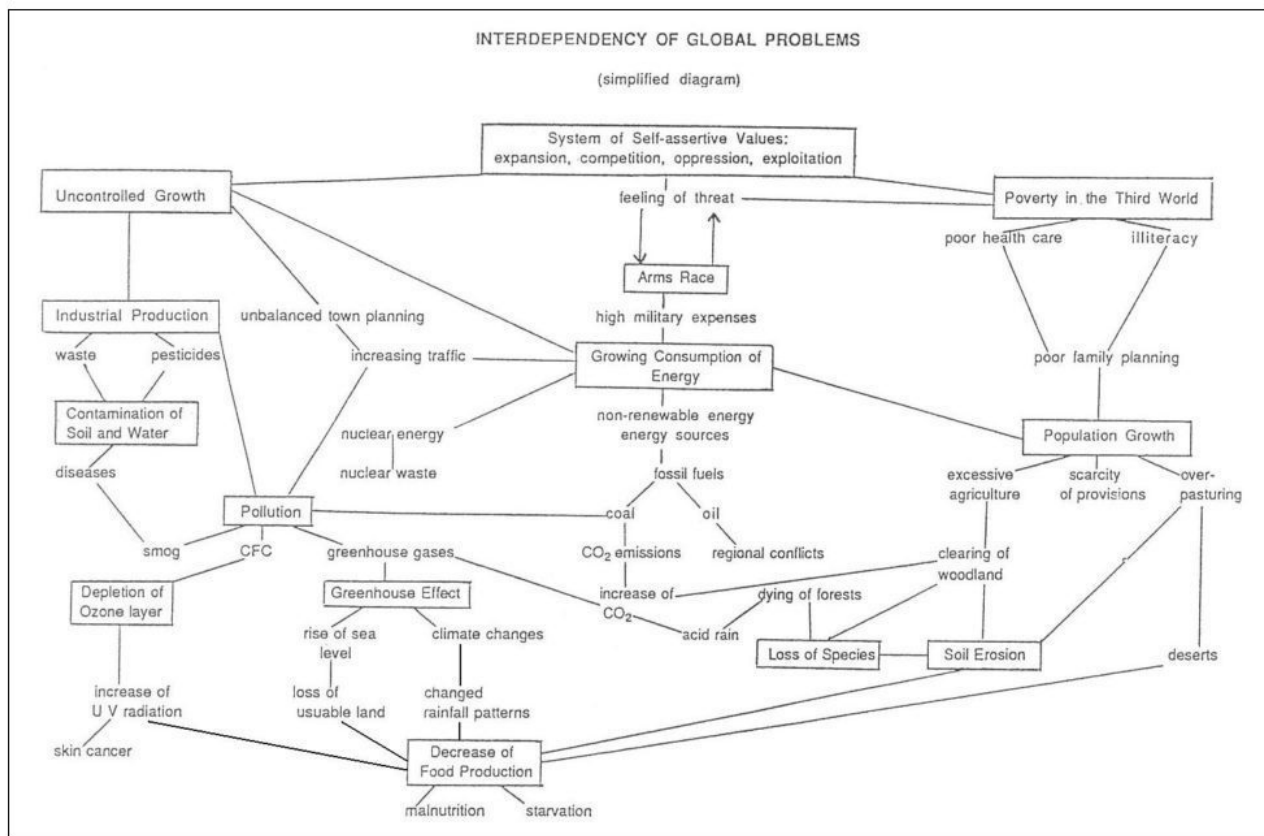 INTERDEPENDENCY OF GLOBAL PROBLEMS
(simplified diagram)
System of Self-assertive Values:
expansion, competition, oppression, exploitation
Uncontrolled Growth
feeling of threat
Poverty in the Third World
poor health care
illiteracy
Arms Race
Industrial Production
unbalanced town planning
high military expenses
waste
pesticides
increasing traffic
Growing Consumption of
Energy
poor family planning
Contamination of
Soil and Water
nuclear energy
non-renewable energy
energy sources
Population Growth
diseases
nuclear waste
fossil fuels
excessive
agriculture
scarcity
of provisions
over-
pasturing
Pollution
coal
oil
smog
CFC
greenhouse gases
CO2 emissions
regional conflicts
clearing of
woodland
Depletion of
Ozone layer
Greenhouse Effect
increase of
CO2
dying of forests
rise of sea
level
climate changes
acid rain
Loss of Species
Soil Erosion
deserts
increase of
U V radiation
loss of
usuable land
changed
rainfall patterns
skin cancer
Decrease of
Food Production
malnutrition
starvation